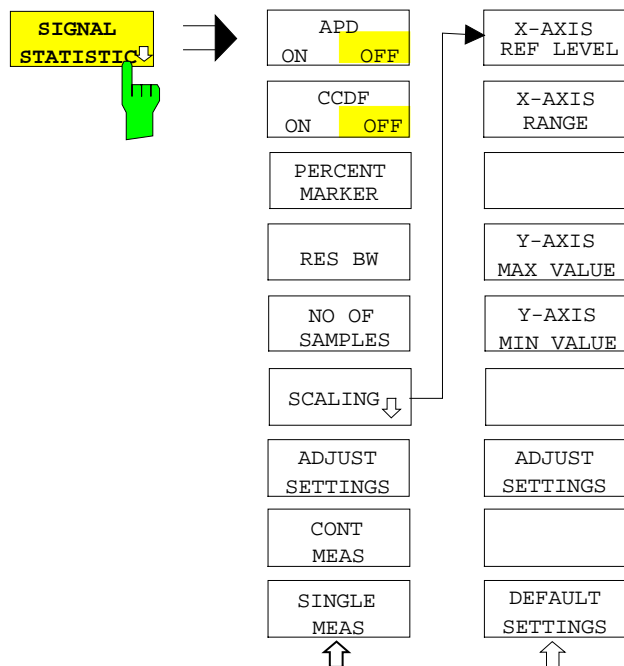 SIGNAL
STATISTIC
APD
ON OFF
CCDF
ON OFF
PERCENT
MARKER
RES BW
NO OF
SAMPLES
SCALING
ADJUST
SETTINGS
CONT
MEAS
SINGLE
MEAS
X-AXIS
REF LEVEL
X-AXIS
RANGE
Y-AXIS
MAX VALUE
Y-AXIS
MIN VALUE
ADJUST
SETTINGS
DEFAULT
SETTINGS